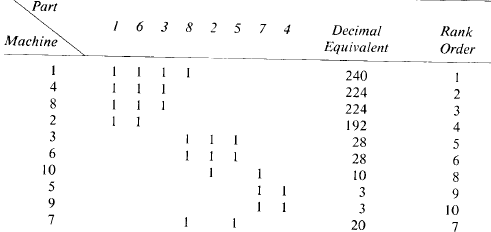 Part
1 6 3 8 2 5 7 4 Decimal Rank
Machine Equivalent Order
1 1 1 1 1 240 1
4 1 1 1 224 2
8 1 1 1 224 3
2 1 1 192 4
3 1 1 1 28 5
6 1 1 1 28 6
10 1 1 10 8
5 1 1 3 9
9 1 1 3 10
7 1 1 20 7